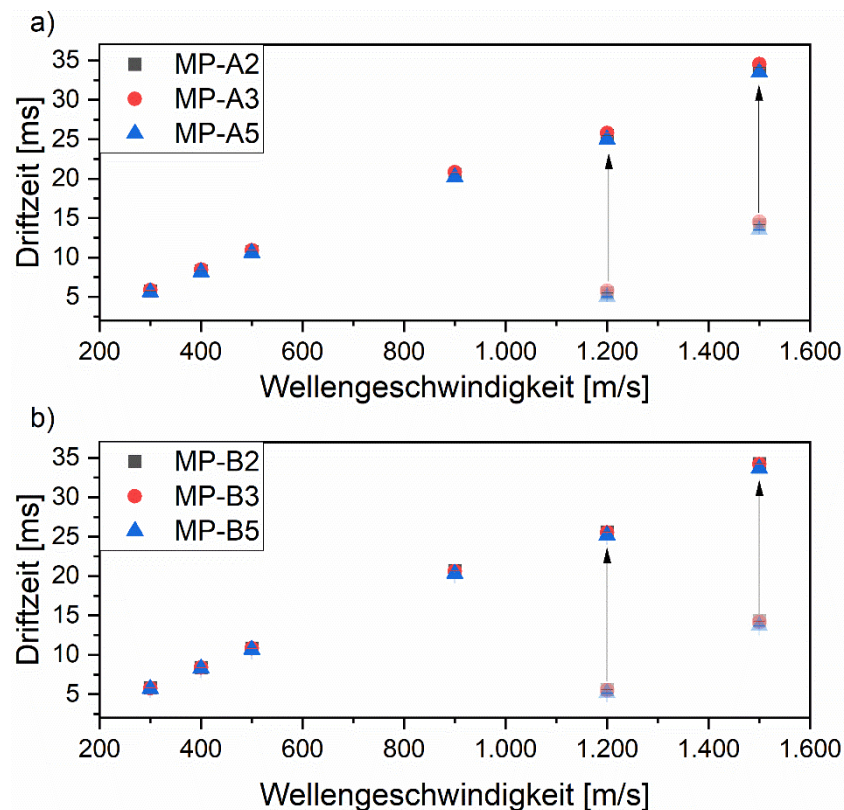 a)
35
30
25
20
15
10
5
MP-A2
MP-A3
MP-A5
Driftzeit [ms]
200 400 600 800 1.000 1.200 1.400 1.600
Wellengeschwindigkeit [m/s]
b)
35
30
25
20
15
10
5
MP-B2
MP-B3
MP-B5
Driftzeit [ms]
200 400 600 800 1.000 1.200 1.400 1.600
Wellengeschwindigkeit [m/s]